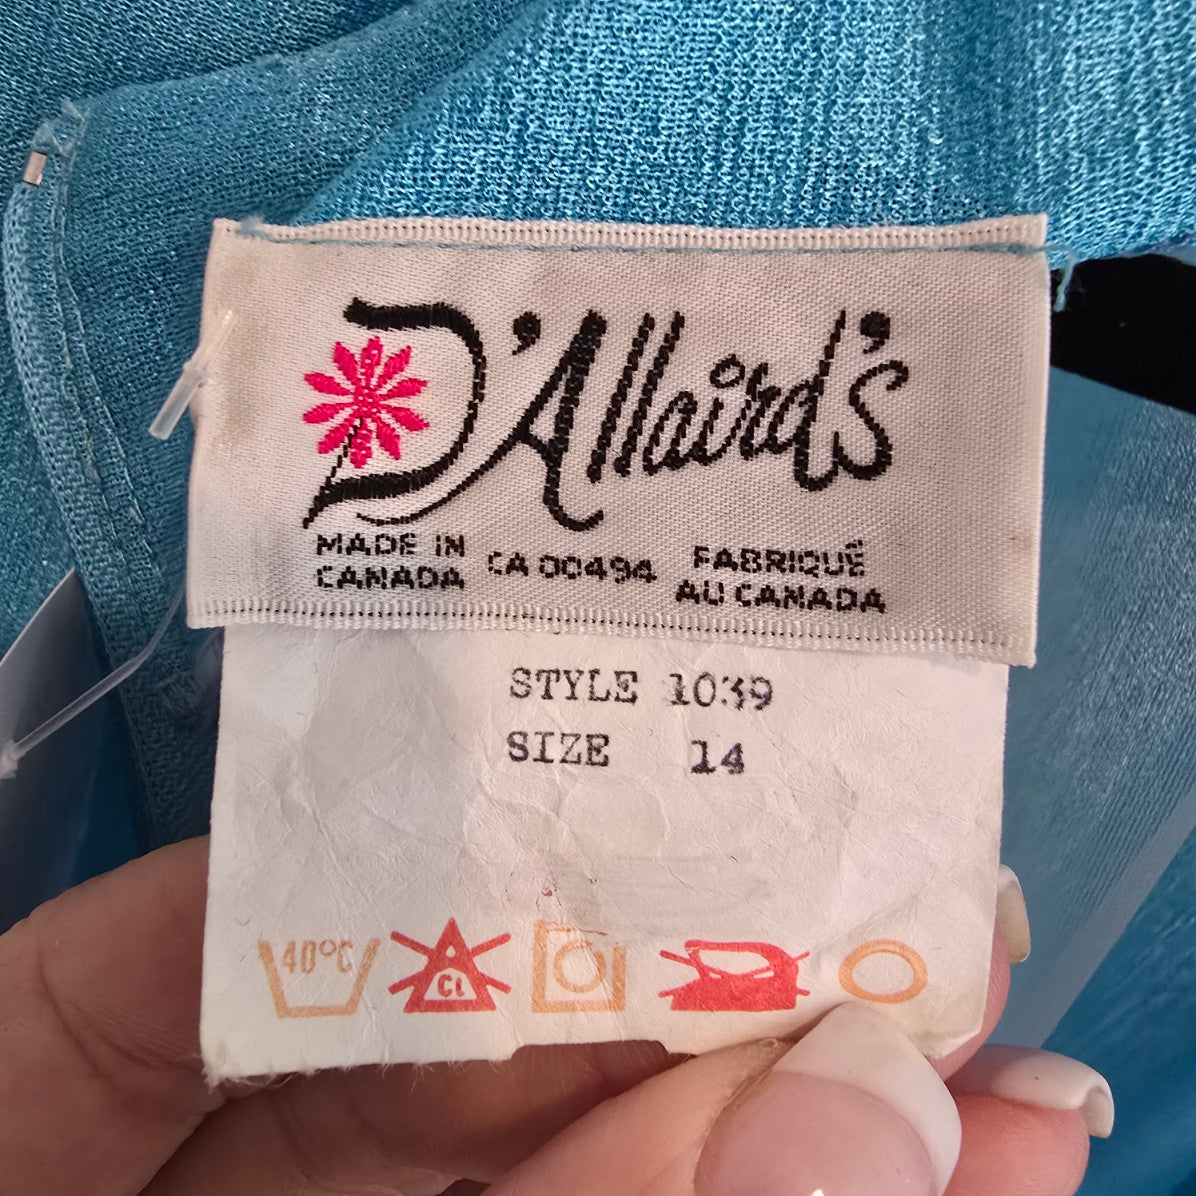 D'Allaird's
MADE IN
CANADA
CA 00494
FABRIQUÉ
AU CANADA
STYLE 1039
SIZE 14
40°C
Cl